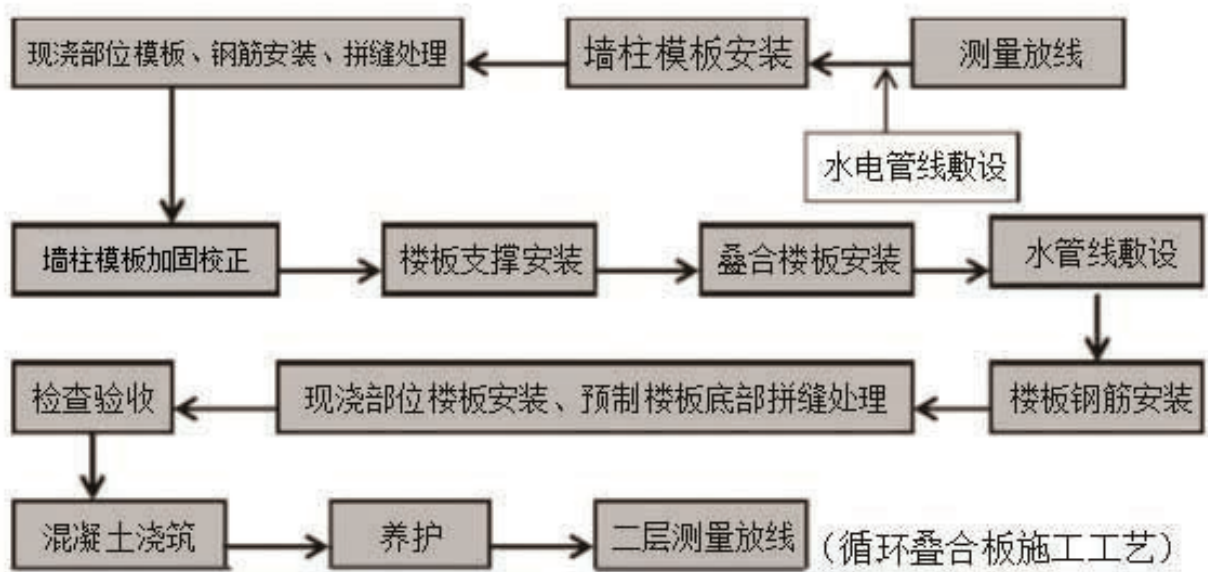 现浇部位模板、钢筋安装、拼缝处理
墙柱模板安装
测量放线
水电管线敷设
墙柱模板加固校正
楼板支撑安装
叠合楼板安装
水管线敷设
检查验收
现浇部位楼板安装、预制楼板底部拼缝处理
楼板钢筋安装
混凝土浇筑
养护
二层测量放线
（循环叠合板施工工艺）